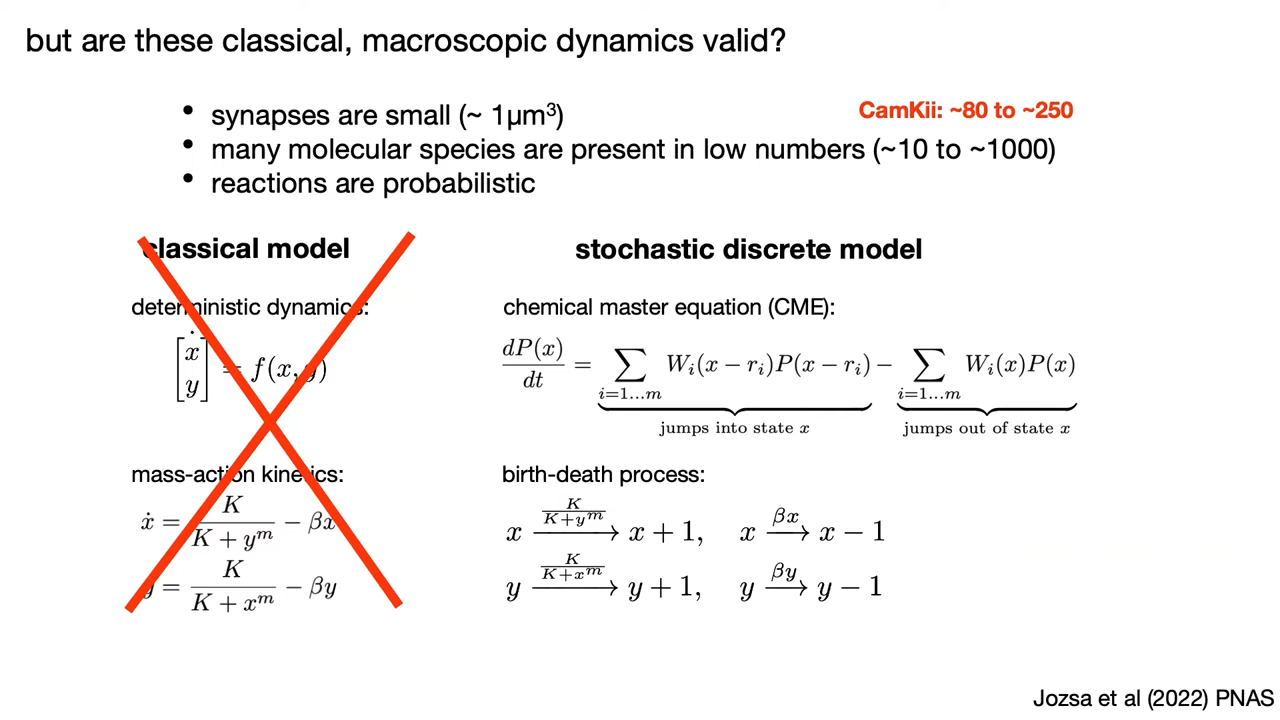 but are these classical, macroscopic dynamics valid?
• synapses are small (~ 1μm³)
CamKii: ~80 to ~250
• many molecular species are present in low numbers (~10 to ~1000)
• reactions are probabilistic
classical model
deterministic dynamics:
[ẋ y] = f(x, y)
mass-action kinetics:
ẋ = K / (K + y^m) − βx
ẏ = K / (K + x^m) − βy
stochastic discrete model
chemical master equation (CME):
dP(x)/dt = ∑_{i=1...m} W_i(x − r_i)P(x − r_i) − ∑_{i=1...m} W_i(x)P(x)
jumps into state x jumps out of state x
birth-death process:
x —K/(K+y^m)→ x + 1, x —βx→ x − 1
y —K/(K+x^m)→ y + 1, y —βy→ y − 1
Jozsa et al (2022) PNAS